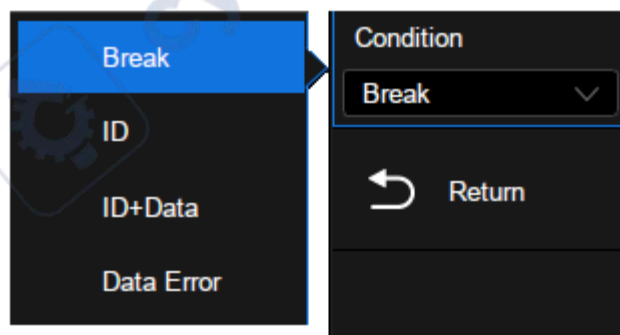 Break
ID
ID+Data
Data Error
Condition
Break
Return